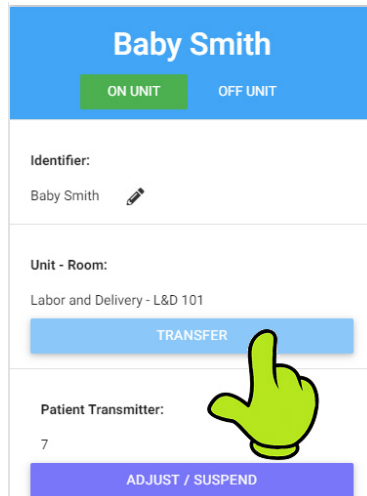 Baby Smith
ON UNIT OFF UNIT
Identifier:
Baby Smith
Unit - Room:
Labor and Delivery - L&D 101
TRANSFER
Patient Transmitter:
7
ADJUST / SUSPEND